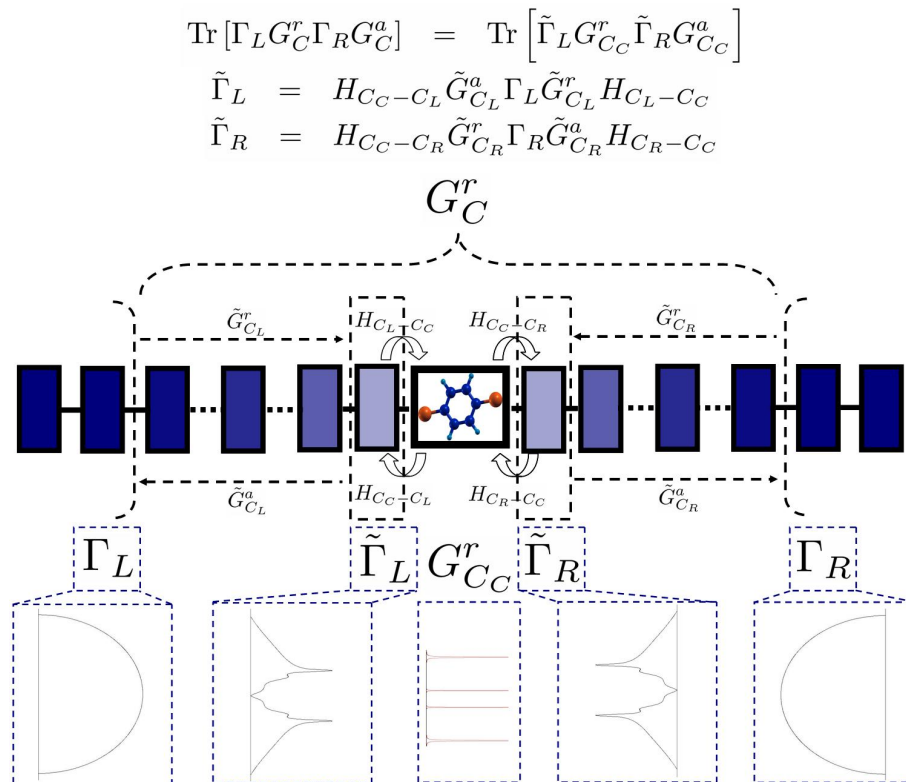 Tr [Γ_L G^r_C Γ_R G^a_C] = Tr [Γ̃_L G^r_{C_C} Γ̃_R G^a_{C_C}]
Γ̃_L = H_{C_C−C_L} G̃^a_{C_L} Γ_L G̃^r_{C_L} H_{C_L−C_C}
Γ̃_R = H_{C_C−C_R} G̃^r_{C_R} Γ_R G̃^a_{C_R} H_{C_R−C_C}
G^r_C
G̃^r_{C_L} H_{C_L−C_C} H_{C_C−C_R} G̃^r_{C_R}
G̃^a_{C_L} H_{C_C−C_L} H_{C_R−C_C} G̃^a_{C_R}
Γ_L Γ̃_L G^r_{C_C} Γ̃_R Γ_R